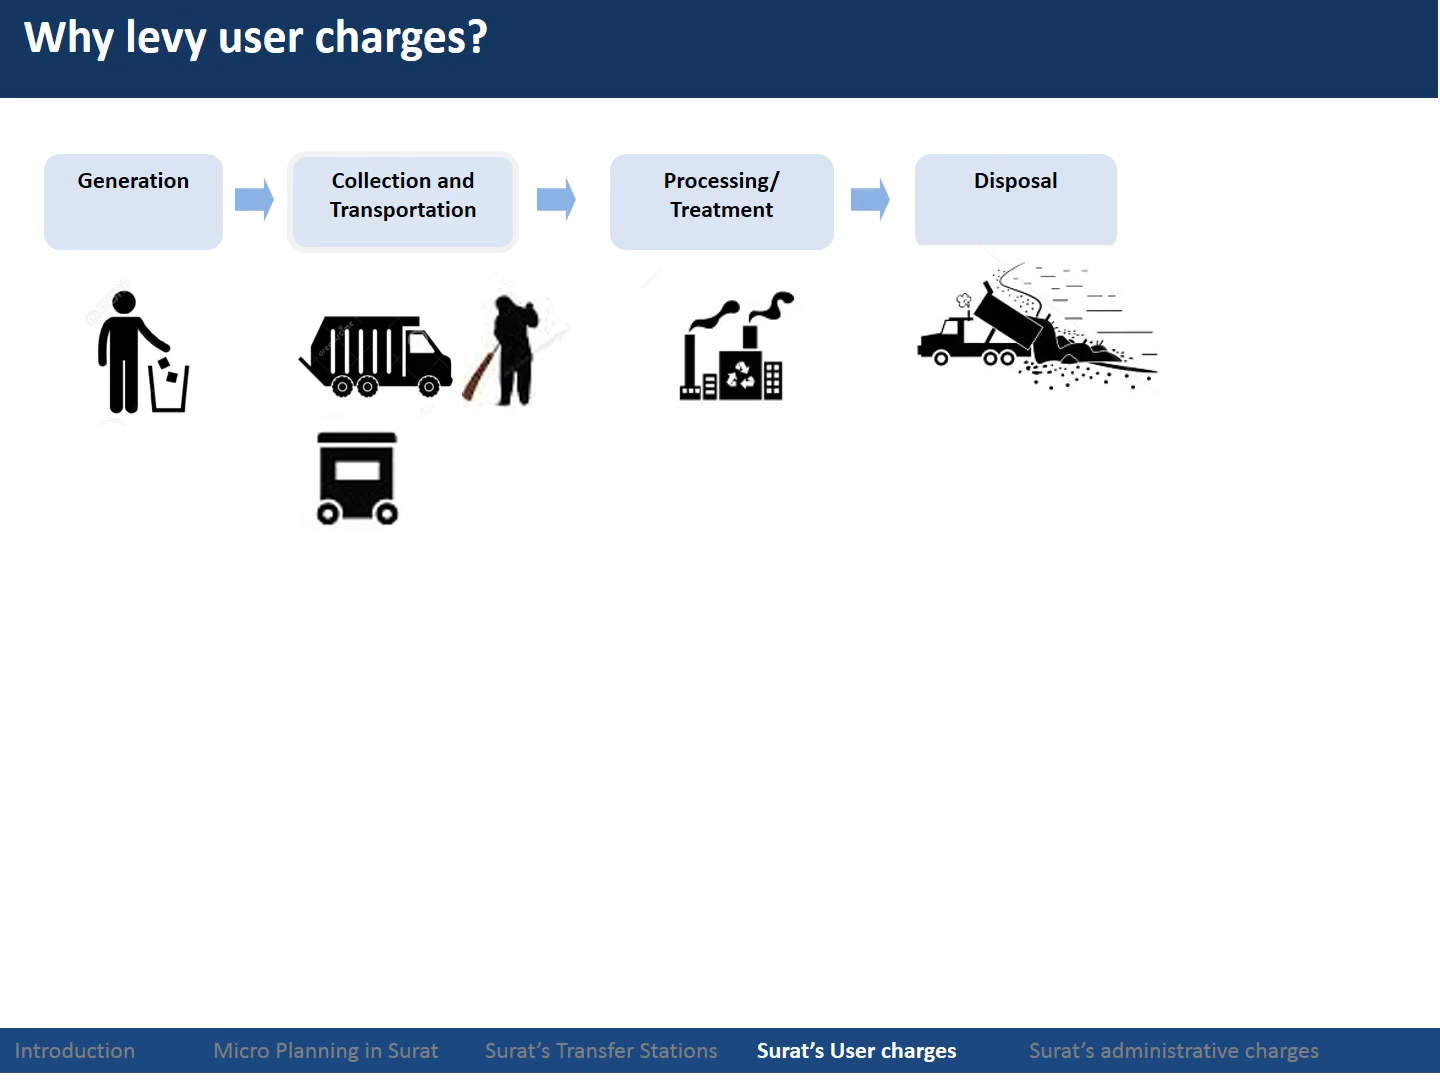 Why levy user charges?
Generation
Collection and
Transportation
Processing/
Treatment
Disposal
Introduction
Micro Planning in Surat
Surat’s Transfer Stations
Surat’s User charges
Surat’s administrative charges